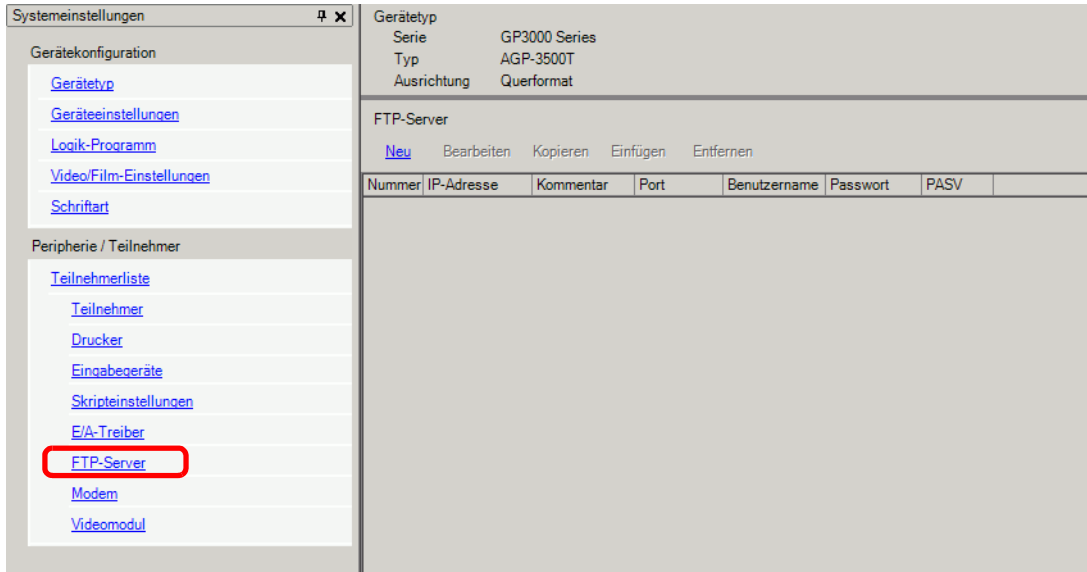 Systemeinstellungen
Gerätekonfiguration
Gerätetyp
Geräteeinstellungen
Logik-Programm
Video/Film-Einstellungen
Schriftart
Peripherie / Teilnehmer
Teilnehmerliste
Teilnehmer
Drucker
Eingabegeräte
Skripteinstellungen
E/A-Treiber
FTP-Server
Modem
Videomodul
Gerätetyp
Serie GP3000 Series
Typ AGP-3500T
Ausrichtung Querformat
FTP-Server
Neu Bearbeiten Kopieren Einfügen Entfernen
Nummer IP-Adresse Kommentar Port Benutzername Passwort PASV